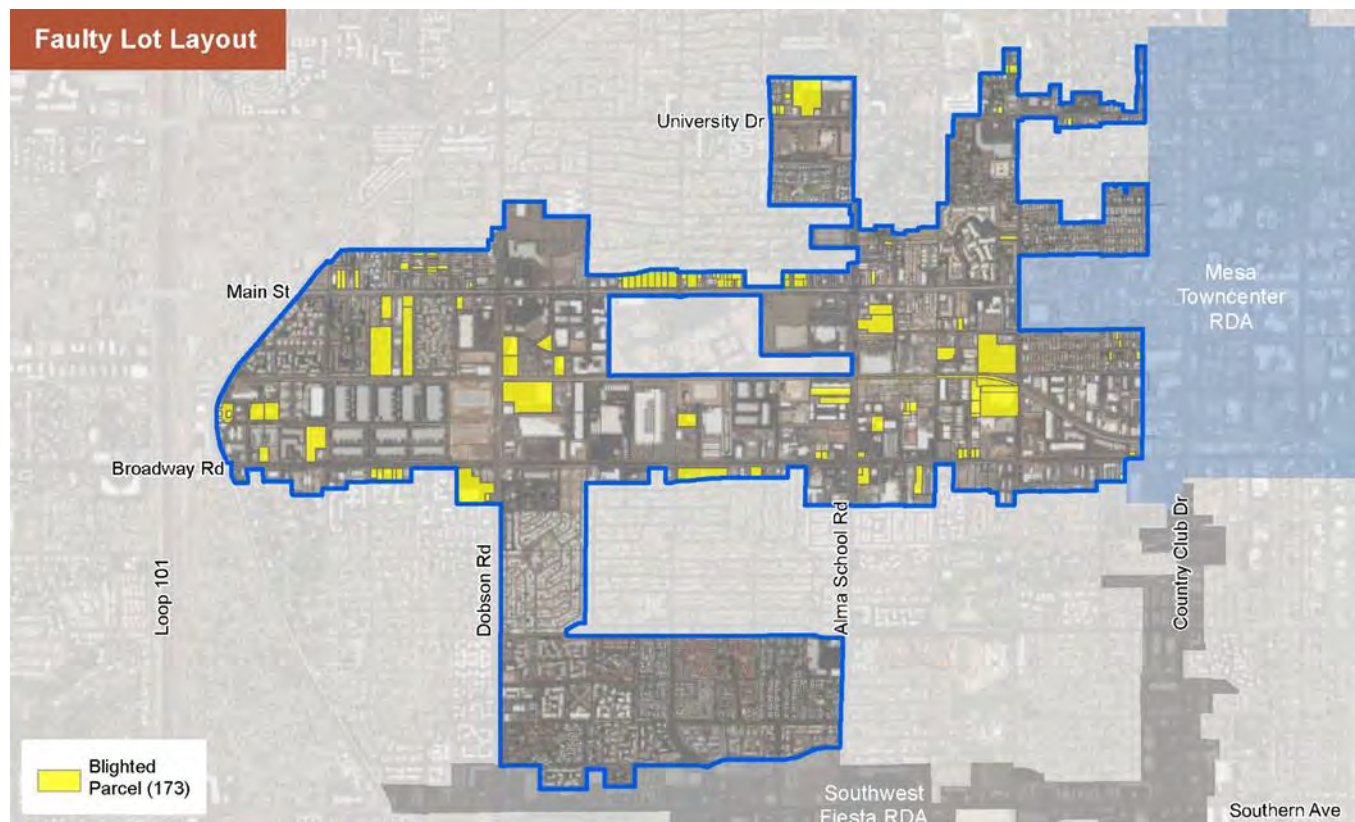 Faulty Lot Layout
University Dr
Main St
Mesa
Towncenter
RDA
Broadway Rd
Loop 101
Dobson Rd
Alma School Rd
Country Club Dr
Blighted
Parcel (173)
Southwest
Fiesta RDA
Southern Ave